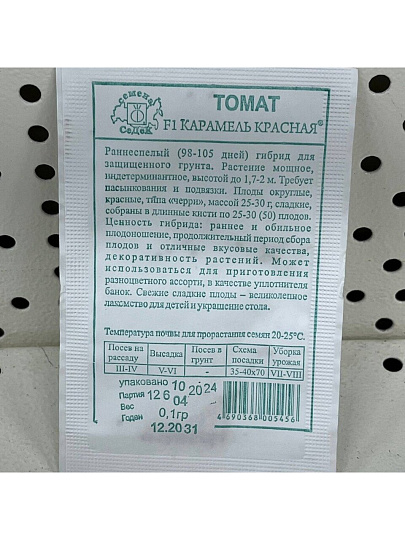 семена
СеДеК
ТОМАТ
F1 КАРАМЕЛЬ КРАСНАЯ®
Раннеспелый (98-105 дней) гибрид для
защищенного грунта. Растение мощное,
индетерминантное, высотой до 1,7-2 м. Требует
пасынкования и подвязки. Плоды округлые,
красные, типа «черри», массой 25-30 г, сладкие,
собраны в длинные кисти по 25-30 (50) плодов.
Ценность гибрида: раннее и обильное
плодоношение, продолжительный период сбора
плодов и отличные вкусовые качества,
декоративность растений. Может
использоваться для приготовления
разноцветного ассорти, в качестве уплотнителя
банок. Свежие сладкие плоды – великолепное
лакомство для детей и украшение стола.
Температура почвы для прорастания семян 20-25°С.
Посев на рассаду Высадка Посев в грунт Схема посадки Уборка урожая
III-IV V-VI - 35-40х70 VII-VIII
упаковано 10 2024
Партия 12 6 04
Вес 0,1гр
Годен 12.2031
4 690368 005456